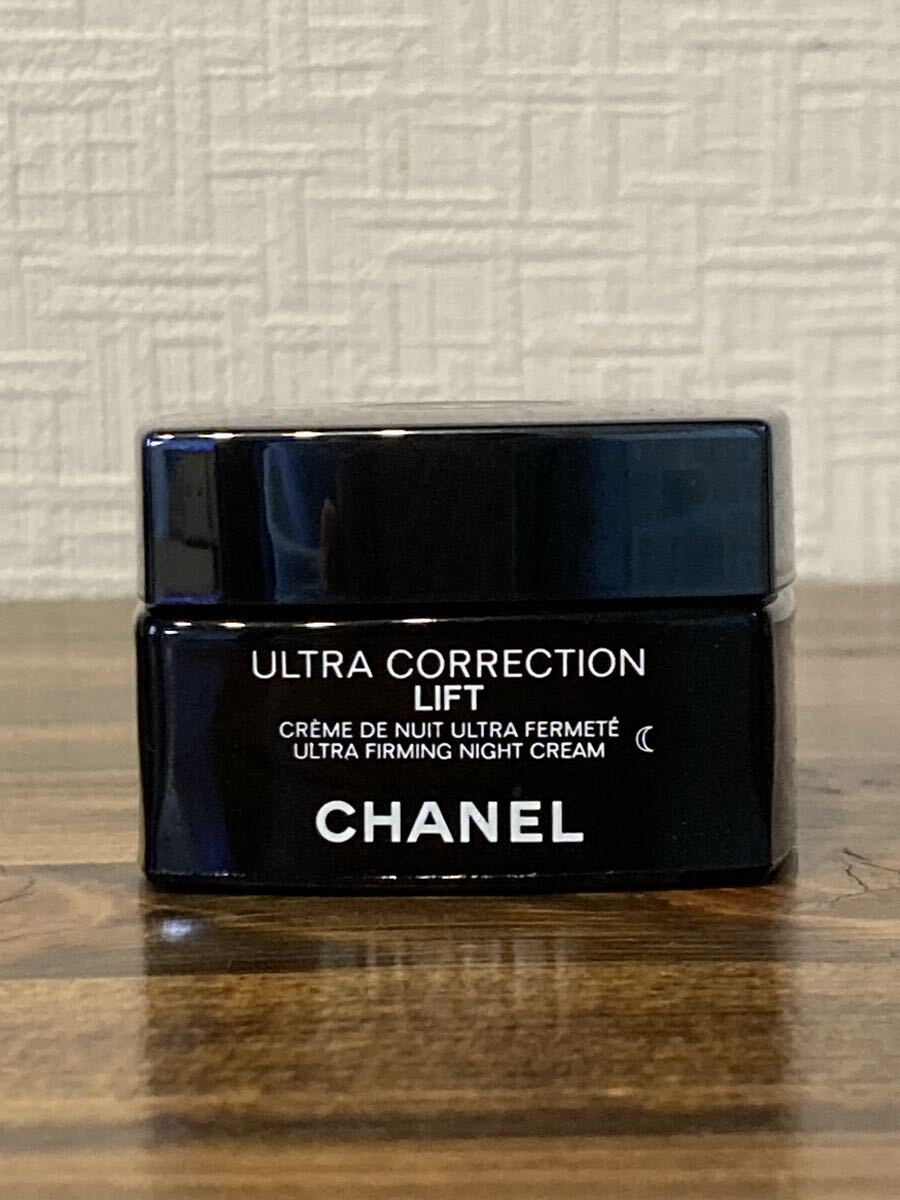 ULTRA CORRECTION
LIFT
CRÈME DE NUIT ULTRA FERMETÉ
ULTRA FIRMING NIGHT CREAM
CHANEL